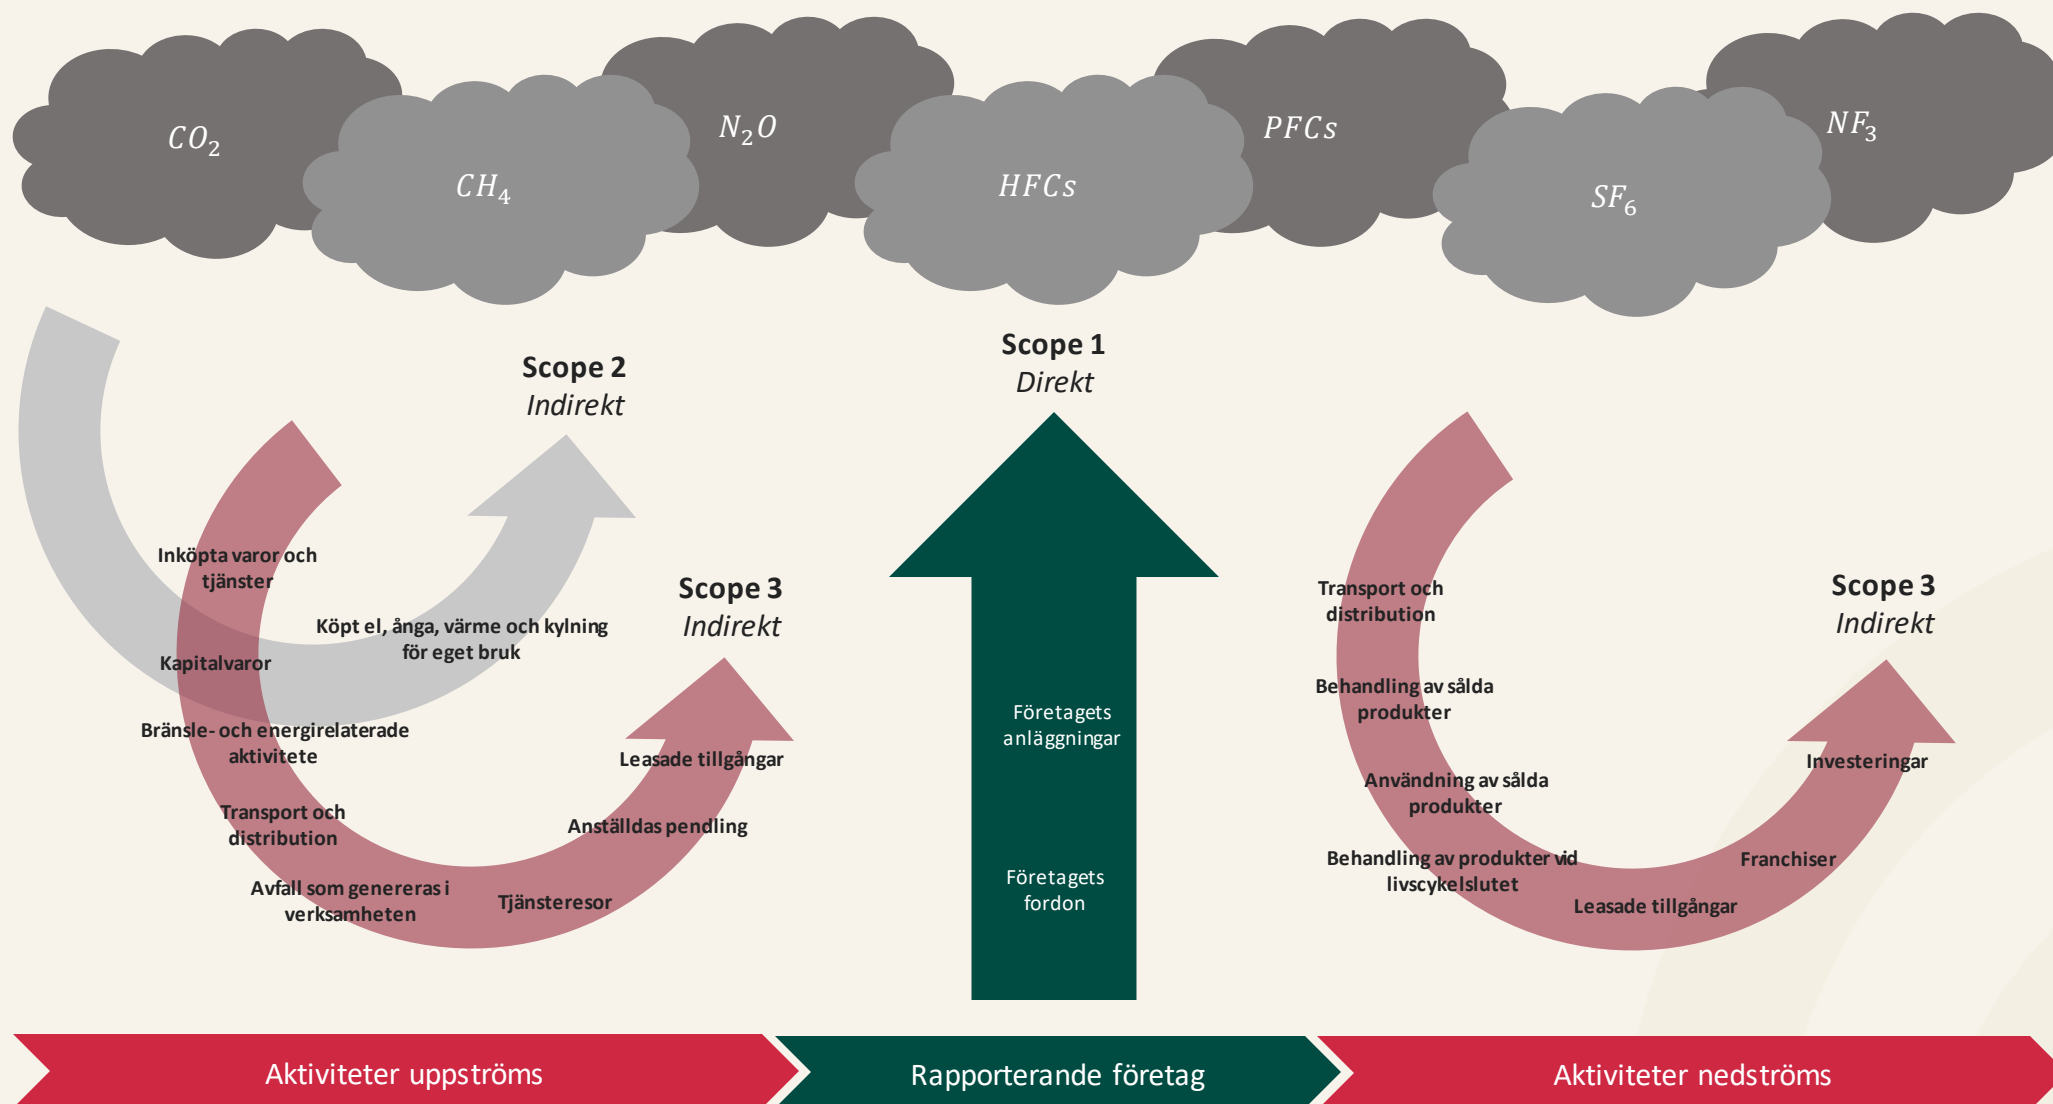 CO₂
CH₄
N₂O
HFCs
PFCs
SF₆
NF₃
Scope 2
Indirekt
Inköpta varor och
tjänster
Köpt el, ånga, värme och kylning
för eget bruk
Kapitalvaror
Bränsle- och energirelaterade
aktivitete
Transport och
distribution
Avfall som genereras i
verksamheten
Tjänsteresor
Anställdas pendling
Leasade tillgångar
Scope 3
Indirekt
Scope 1
Direkt
Företagets
anläggningar
Företagets
fordon
Transport och
distribution
Behandling av sålda
produkter
Användning av sålda
produkter
Behandling av produkter vid
livscykelslutet
Leasade tillgångar
Franchiser
Investeringar
Scope 3
Indirekt
Aktiviteter uppströms
Rapporterande företag
Aktiviteter nedströms